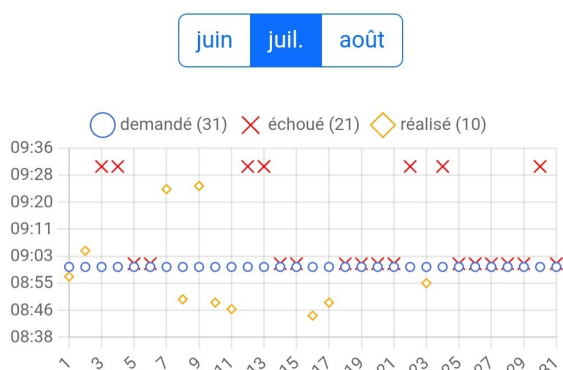 juin juil. août
demandé (31) échoué (21) réalisé (10)
09:36
09:28
09:20
09:11
09:03
08:55
08:46
08:38
1 3 5 7 9 11 13 15 17 19 21 23 25 27 29 31